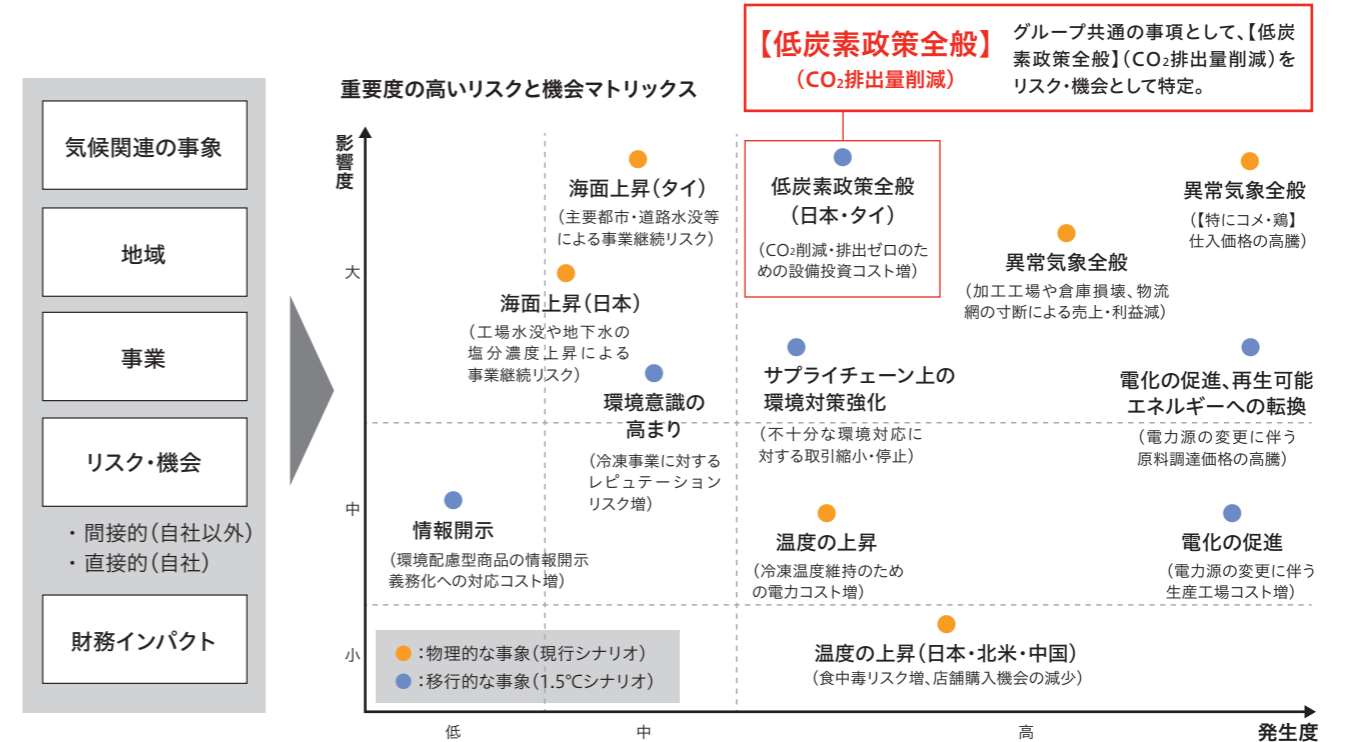 【低炭素政策全般】
(CO₂排出量削減)
グループ共通の事項として、【低炭
素政策全般】(CO₂排出量削減)を
リスク・機会として特定。
気候関連の事象
地域
事業
リスク・機会
・間接的(自社以外)
・直接的(自社)
財務インパクト
重要度の高いリスクと機会マトリックス
影響度
大
中
小
海面上昇(タイ)
(主要都市・道路水没等
による事業継続リスク)
低炭素政策全般
(日本・タイ)
(CO₂削減・排出ゼロのた
めの設備投資コスト増)
異常気象全般
(【特にコメ・鶏】
仕入価格の高騰)
異常気象全般
(加工工場や倉庫損壊、物流
網の寸断による売上・利益減)
海面上昇(日本)
(工場水没や地下水の
塩分濃度上昇による
事業継続リスク)
環境意識の
高まり
(冷凍事業に対する
レピュテーション
リスク増)
サプライチェーン上の
環境対策強化
(不十分な環境対応に
対する取引縮小・停止)
電化の促進、再生可能
エネルギーへの転換
(電力源の変更に伴う
原料調達価格の高騰)
情報開示
(環境配慮型商品の情報開示
義務化への対応コスト増)
温度の上昇
(冷凍温度維持のため
の電力コスト増)
電化の促進
(電力源の変更に伴う
生産工場コスト増)
温度の上昇(日本・北米・中国)
(食中毒リスク増、店舗購入機会の減少)
:物理的な事象(現行シナリオ)
:移行的な事象(1.5℃シナリオ)
低
中
高
発生度